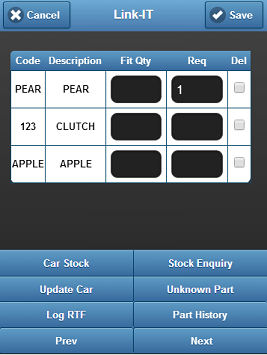 Cancel Link-IT Save
Code Description Fit Qty Req Del
PEAR PEAR 1
123 CLUTCH
APPLE APPLE
Car Stock Stock Enquiry
Update Car Unknown Part
Log RTF Part History
Prev Next